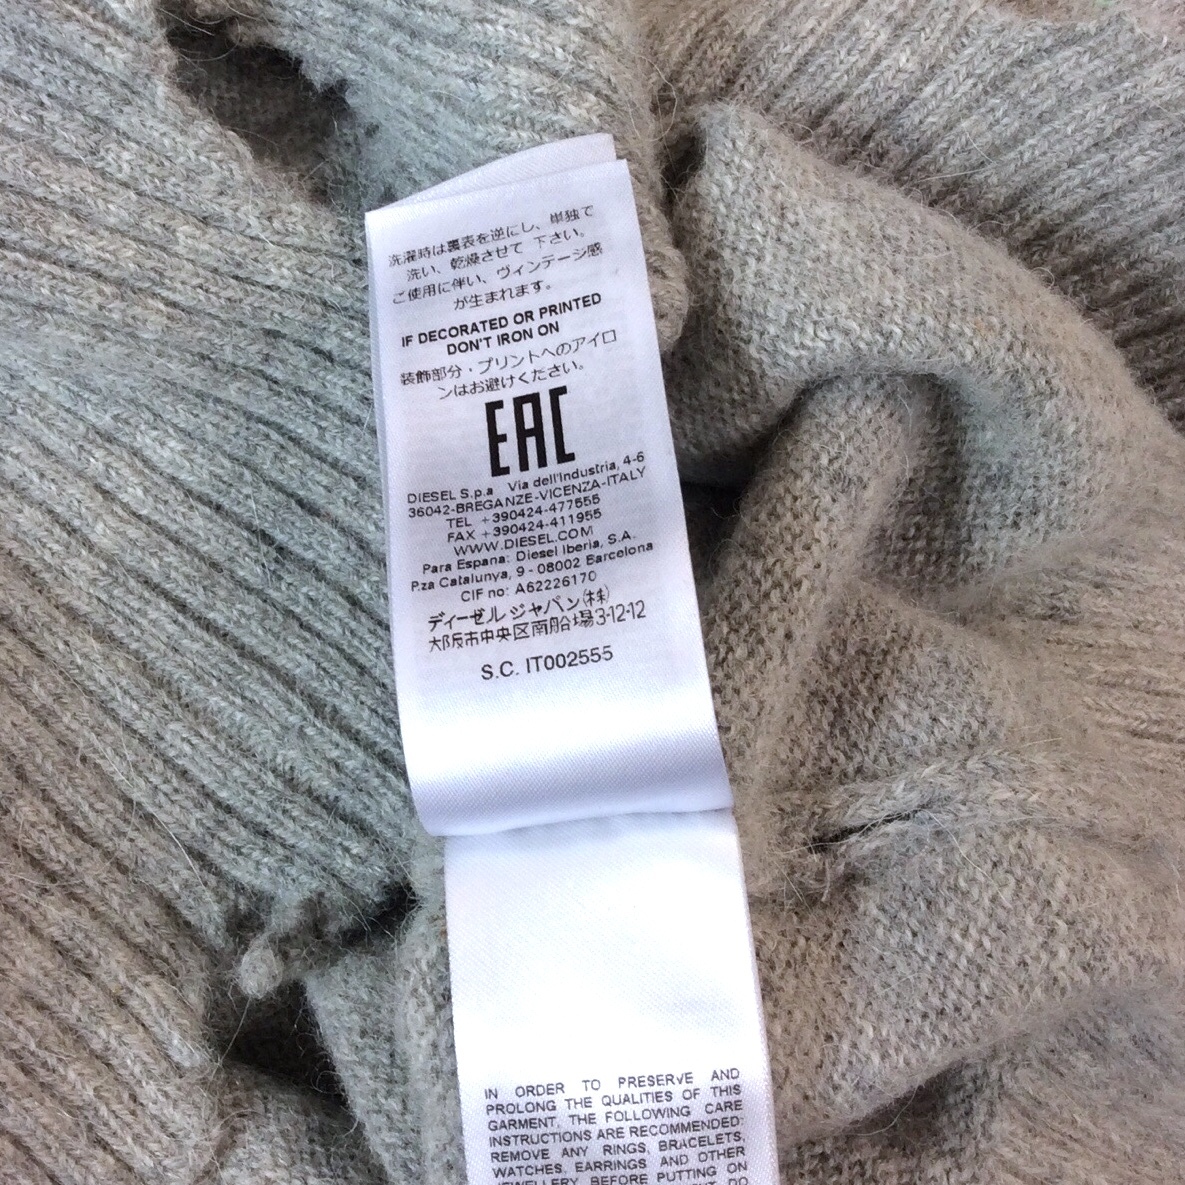 洗濯時は裏表を逆にし、単独で
洗い、乾燥させて 下さい。
ご使用に伴い、ヴィンテージ感
が生まれます。
IF DECORATED OR PRINTED
DON'T IRON ON
装飾部分・プリントへのアイロ
ンはお避けください。
EAC
DIESEL S.p.a Via dell'Industria, 4-6
36042-BREGANZE-VICENZA-ITALY
TEL +390424-477555
FAX +390424-411955
WWW.DIESEL.COM
Para Espana: Diesel Iberia, S.A.
P.za Catalunya, 9 - 08002 Barcelona
CIF no: A62226170
ディーゼル ジャパン(株)
大阪市中央区南船場3-12-12
S.C. IT002555
IN ORDER TO PRESERVE AND
PROLONG THE QUALITIES OF THIS
GARMENT, THE FOLLOWING CARE
INSTRUCTIONS ARE RECOMMENDED:
REMOVE ANY RINGS, BRACELETS,
WATCHES, EARRINGS AND OTHER
JEWELLERY BEFORE PUTTING ON